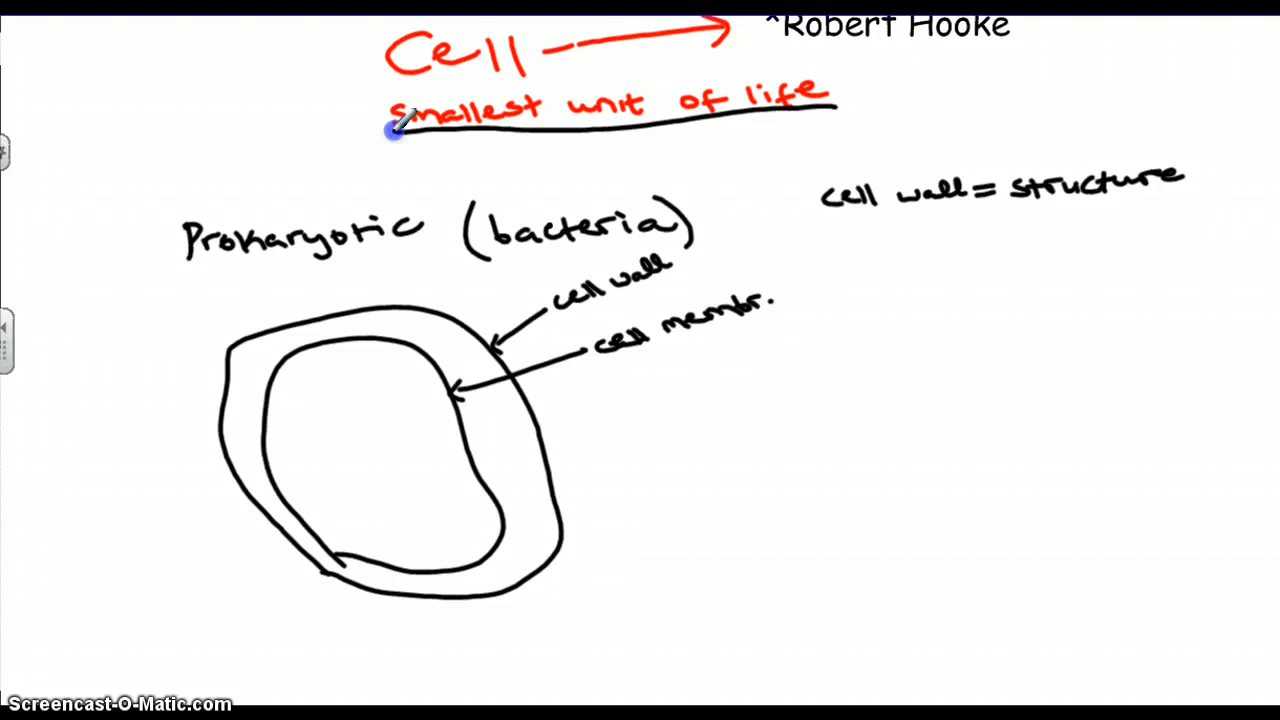 *Robert Hooke
Cell
smallest unit of life
cell wall = structure
Prokaryotic (bacteria)
cell wall
cell membr.
Screencast-O-Matic.com